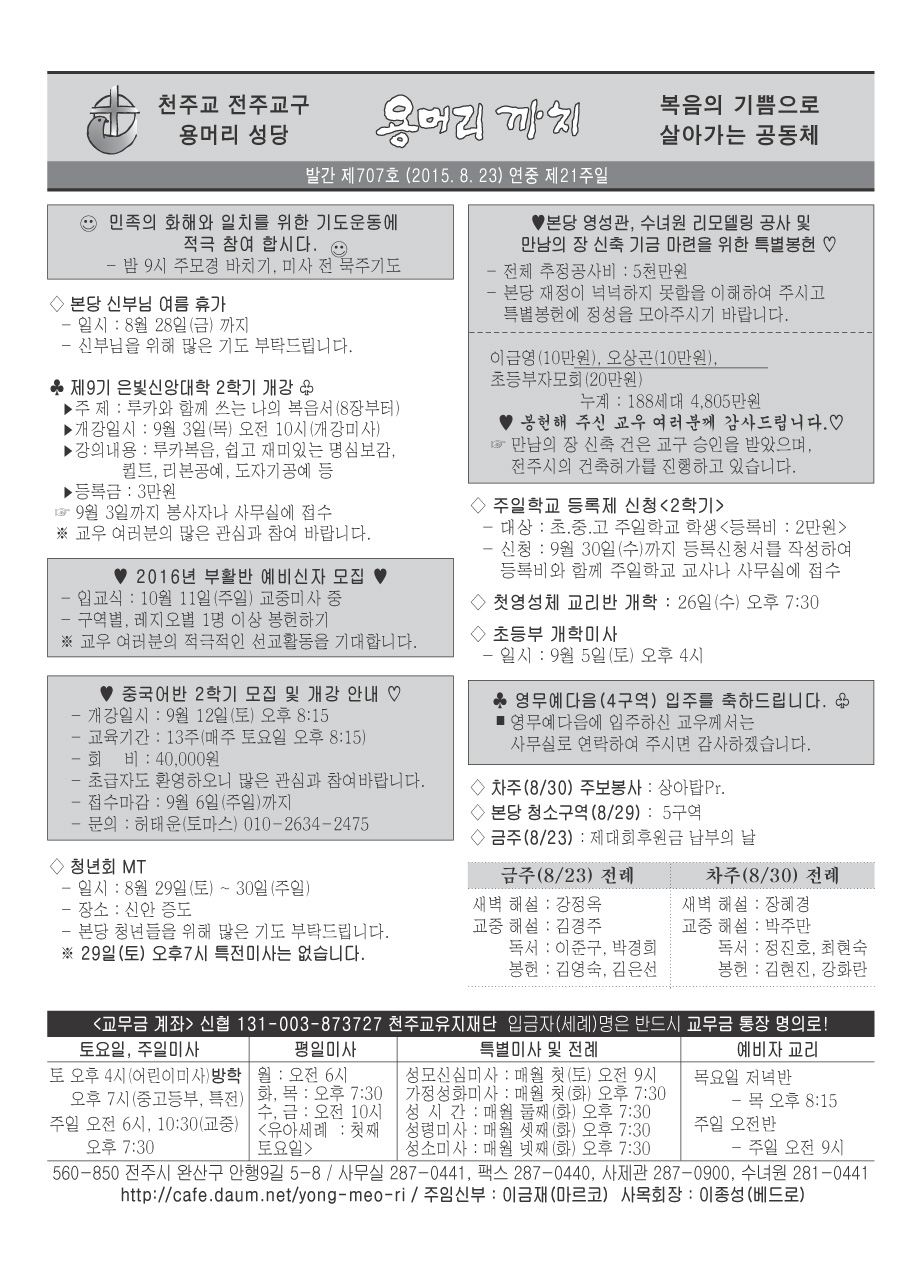 천주교 전주교구
용머리 성당
용머리 까치
복음의 기쁨으로
살아가는 공동체
발간 제707호 (2015. 8. 23) 연중 제21주일
☺ 민족의 화해와 일치를 위한 기도운동에
적극 참여 합시다. ☺
- 밤 9시 주모경 바치기, 미사 전 묵주기도
◇ 본당 신부님 여름 휴가
- 일시 : 8월 28일(금) 까지
- 신부님을 위해 많은 기도 부탁드립니다.
♣ 제9기 은빛신앙대학 2학기 개강 ♧
▶주 제 : 루카와 함께 쓰는 나의 복음서(8장부터)
▶개강일시 : 9월 3일(목) 오전 10시(개강미사)
▶강의내용 : 루카복음, 쉽고 재미있는 명심보감,
퀼트, 리본공예, 도자기공예 등
▶등록금 : 3만원
☞ 9월 3일까지 봉사자나 사무실에 접수
※ 교우 여러분의 많은 관심과 참여 바랍니다.
♥ 2016년 부활반 예비신자 모집 ♥
- 입교식 : 10월 11일(주일) 교중미사 중
- 구역별, 레지오별 1명 이상 봉헌하기
※ 교우 여러분의 적극적인 선교활동을 기대합니다.
♥ 중국어반 2학기 모집 및 개강 안내 ♡
- 개강일시 : 9월 12일(토) 오후 8:15
- 교육기간 : 13주(매주 토요일 오후 8:15)
- 회 비 : 40,000원
- 초급자도 환영하오니 많은 관심과 참여바랍니다.
- 접수마감 : 9월 6일(주일)까지
- 문의 : 허태운(토마스) 010-2634-2475
◇ 청년회 MT
- 일시 : 8월 29일(토) ~ 30일(주일)
- 장소 : 신안 증도
- 본당 청년들을 위해 많은 기도 부탁드립니다.
※ 29일(토) 오후7시 특전미사는 없습니다.
♥본당 영성관, 수녀원 리모델링 공사 및
만남의 장 신축 기금 마련을 위한 특별봉헌 ♡
- 전체 추정공사비 : 5천만원
- 본당 재정이 넉넉하지 못함을 이해하여 주시고
특별봉헌에 정성을 모아주시기 바랍니다.
이금영(10만원), 오상곤(10만원),
초등부자모회(20만원)
누계 : 188세대 4,805만원
♥ 봉헌해 주신 교우 여러분께 감사드립니다.♡
☞ 만남의 장 신축 건은 교구 승인을 받았으며,
전주시의 건축허가를 진행하고 있습니다.
◇ 주일학교 등록제 신청<2학기>
- 대상 : 초.중.고 주일학교 학생<등록비 : 2만원>
- 신청 : 9월 30일(수)까지 등록신청서를 작성하여
등록비와 함께 주일학교 교사나 사무실에 접수
◇ 첫영성체 교리반 개학 : 26일(수) 오후 7:30
◇ 초등부 개학미사
- 일시 : 9월 5일(토) 오후 4시
♣ 영무예다음(4구역) 입주를 축하드립니다. ♧
■ 영무예다음에 입주하신 교우께서는
사무실로 연락하여 주시면 감사하겠습니다.
◇ 차주(8/30) 주보봉사 : 상아탑Pr.
◇ 본당 청소구역(8/29) : 5구역
◇ 금주(8/23) : 제대회후원금 납부의 날
금주(8/23) 전례 차주(8/30) 전례
새벽 해설 : 강정옥 새벽 해설 : 장혜경
교중 해설 : 김경주 교중 해설 : 박주만
독서 : 이준구, 박경희 독서 : 정진호, 최현숙
봉헌 : 김영숙, 김은선 봉헌 : 김현진, 강화란
<교무금 계좌> 신협 131-003-873727 천주교유지재단 입금자(세례)명은 반드시 교무금 통장 명의로!
토요일, 주일미사 평일미사 특별미사 및 전례 예비자 교리
토 오후 4시(어린이미사)방학
오후 7시(중고등부, 특전)
주일 오전 6시, 10:30(교중)
오후 7:30
월 : 오전 6시
화, 목 : 오후 7:30
수, 금 : 오전 10시
<유아세례 : 첫째
토요일>
성모신심미사 : 매월 첫(토) 오전 9시
가정성화미사 : 매월 첫(화) 오후 7:30
성 시 간 : 매월 둘째(화) 오후 7:30
성령미사 : 매월 셋째(화) 오후 7:30
성소미사 : 매월 넷째(화) 오후 7:30
목요일 저녁반
- 목 오후 8:15
주일 오전반
- 주일 오전 9시
560-850 전주시 완산구 안행9길 5-8 / 사무실 287-0441, 팩스 287-0440, 사제관 287-0900, 수녀원 281-0441
http://cafe.daum.net/yong-meo-ri / 주임신부 : 이금재(마르코) 사목회장 : 이종성(베드로)